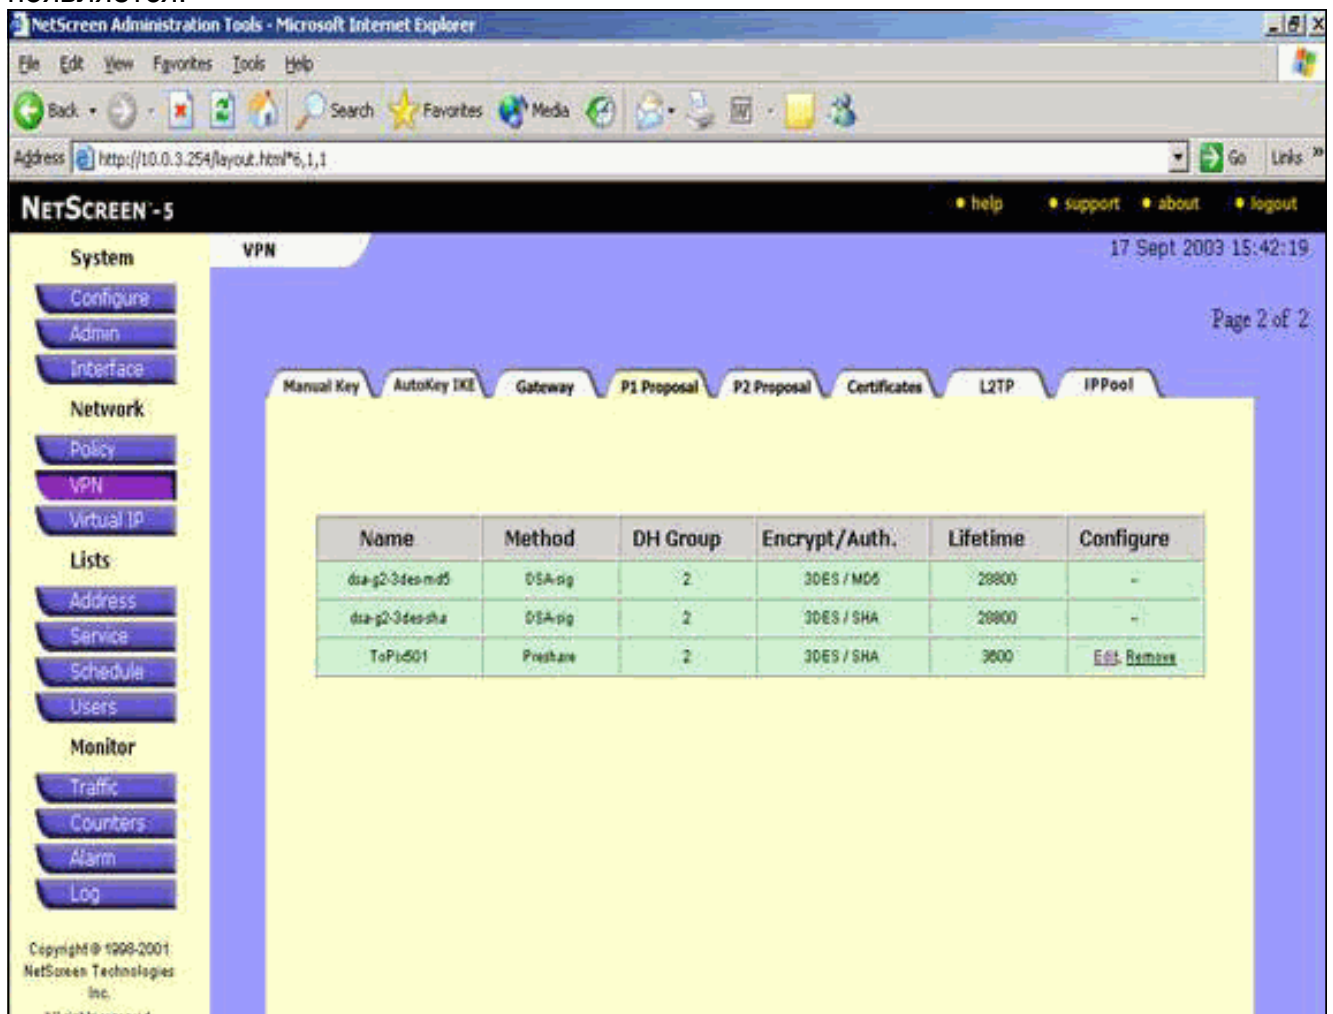 появляется.
NetScreen Administration Tools - Microsoft Internet Explorer
File Edit View Favorites Tools Help
Back Search Favorites Media
Address http://10.0.3.254/layout.html*6,1,1 Go Links »
NETSCREEN-5 help support about logout
System
Configure
Admin
Interface
Network
Policy
VPN
Virtual IP
Lists
Address
Service
Schedule
Users
Monitor
Traffic
Counters
Alarm
Log
Copyright © 1998-2001
NetScreen Technologies
Inc.
VPN 17 Sept 2003 15:42:19
Page 2 of 2
Manual Key AutoKey IKE Gateway P1 Proposal P2 Proposal Certificates L2TP IPPool
Name Method DH Group Encrypt/Auth. Lifetime Configure
dsa-g2-3des-md5 DSA-sig 2 3DES / MD5 28800 -
dsa-g2-3des-sha DSA-sig 2 3DES / SHA 28800 -
ToPix501 Preshare 2 3DES / SHA 3600 Edit, Remove